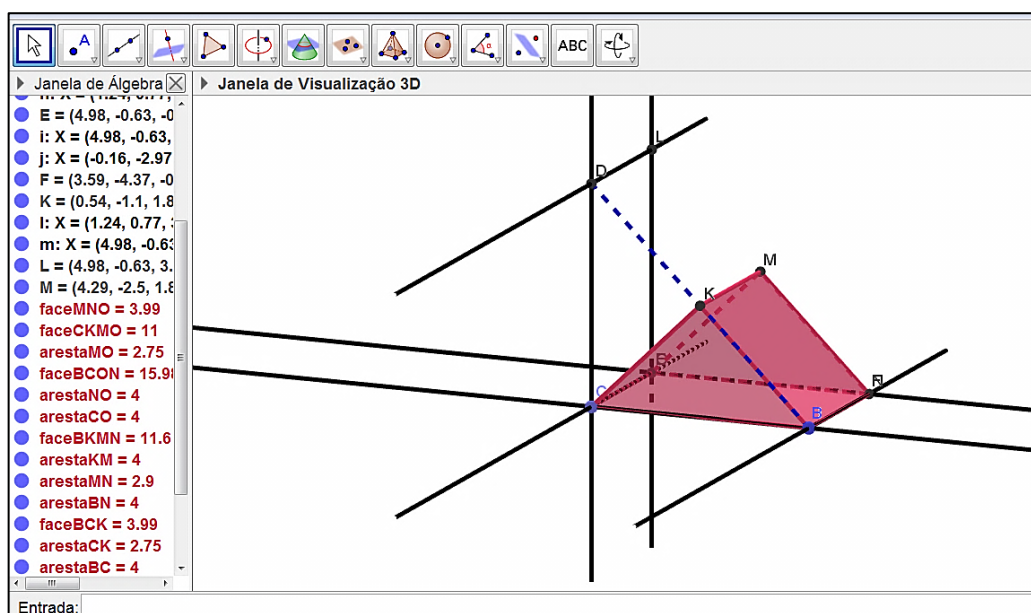 A
ABC
Janela de Álgebra
Janela de Visualização 3D
E = (4.98, -0.63, -0
i: X = (4.98, -0.63,
j: X = (-0.16, -2.97
F = (3.59, -4.37, -0
K = (0.54, -1.1, 1.8
l: X = (1.24, 0.77,
m: X = (4.98, -0.63
L = (4.98, -0.63, 3.
M = (4.29, -2.5, 1.8
faceMNO = 3.99
faceCKMO = 11
arestaMO = 2.75
faceBCON = 15.98
arestaNO = 4
arestaCO = 4
faceBKMN = 11.6
arestaKM = 4
arestaMN = 2.9
arestaBN = 4
faceBCK = 3.99
arestaCK = 2.75
arestaBC = 4
L
D
M
K
C
B
Entrada: